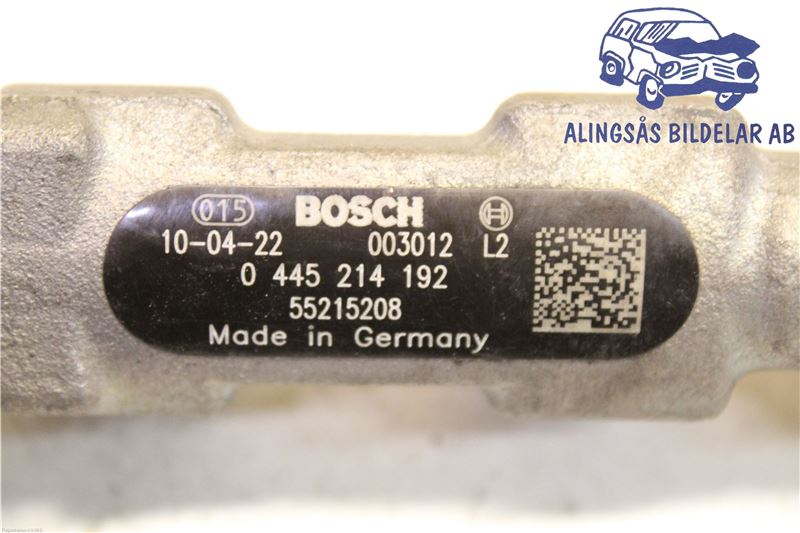 ALINGSÅS BILDELAR AB
015 BOSCH
10-04-22 003012 L2
0 445 214 192
55215208
Made in Germany